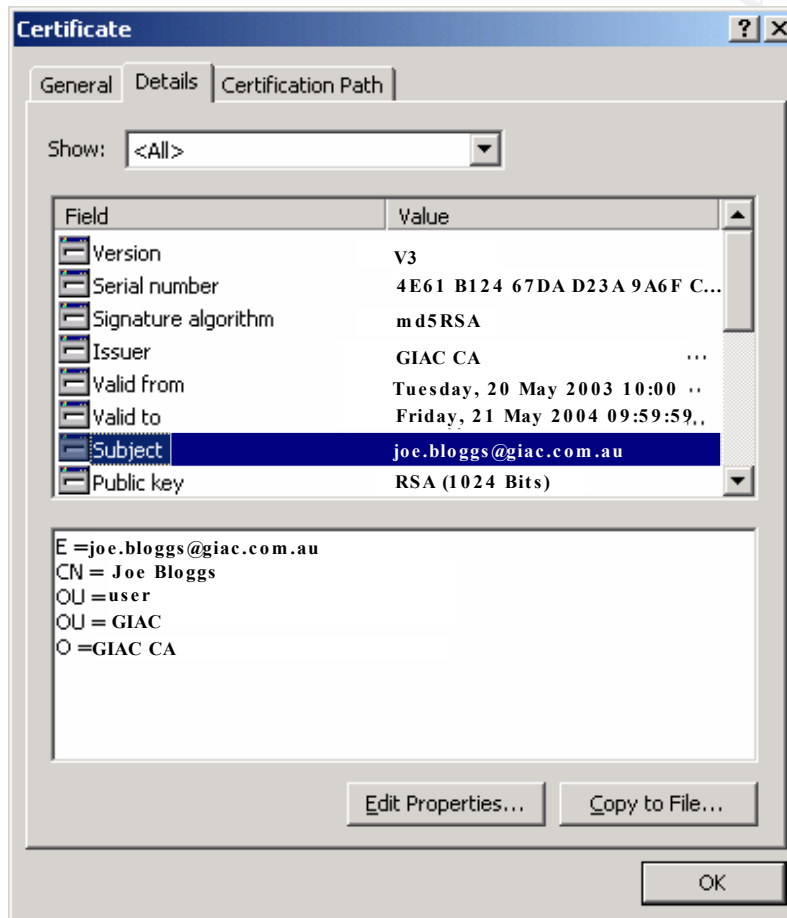 Certificate
General Details Certification Path
Show: <All>
Field Value
Version V3
Serial number 4E61 B124 67DA D23A 9A6F C...
Signature algorithm md5RSA
Issuer GIAC CA ...
Valid from Tuesday, 20 May 2003 10:00 ..
Valid to Friday, 21 May 2004 09:59:59..
Subject joe.bloggs@giac.com.au
Public key RSA (1024 Bits)
E =joe.bloggs@giac.com.au
CN = Joe Bloggs
OU =user
OU = GIAC
O =GIAC CA
Edit Properties... Copy to File...
OK